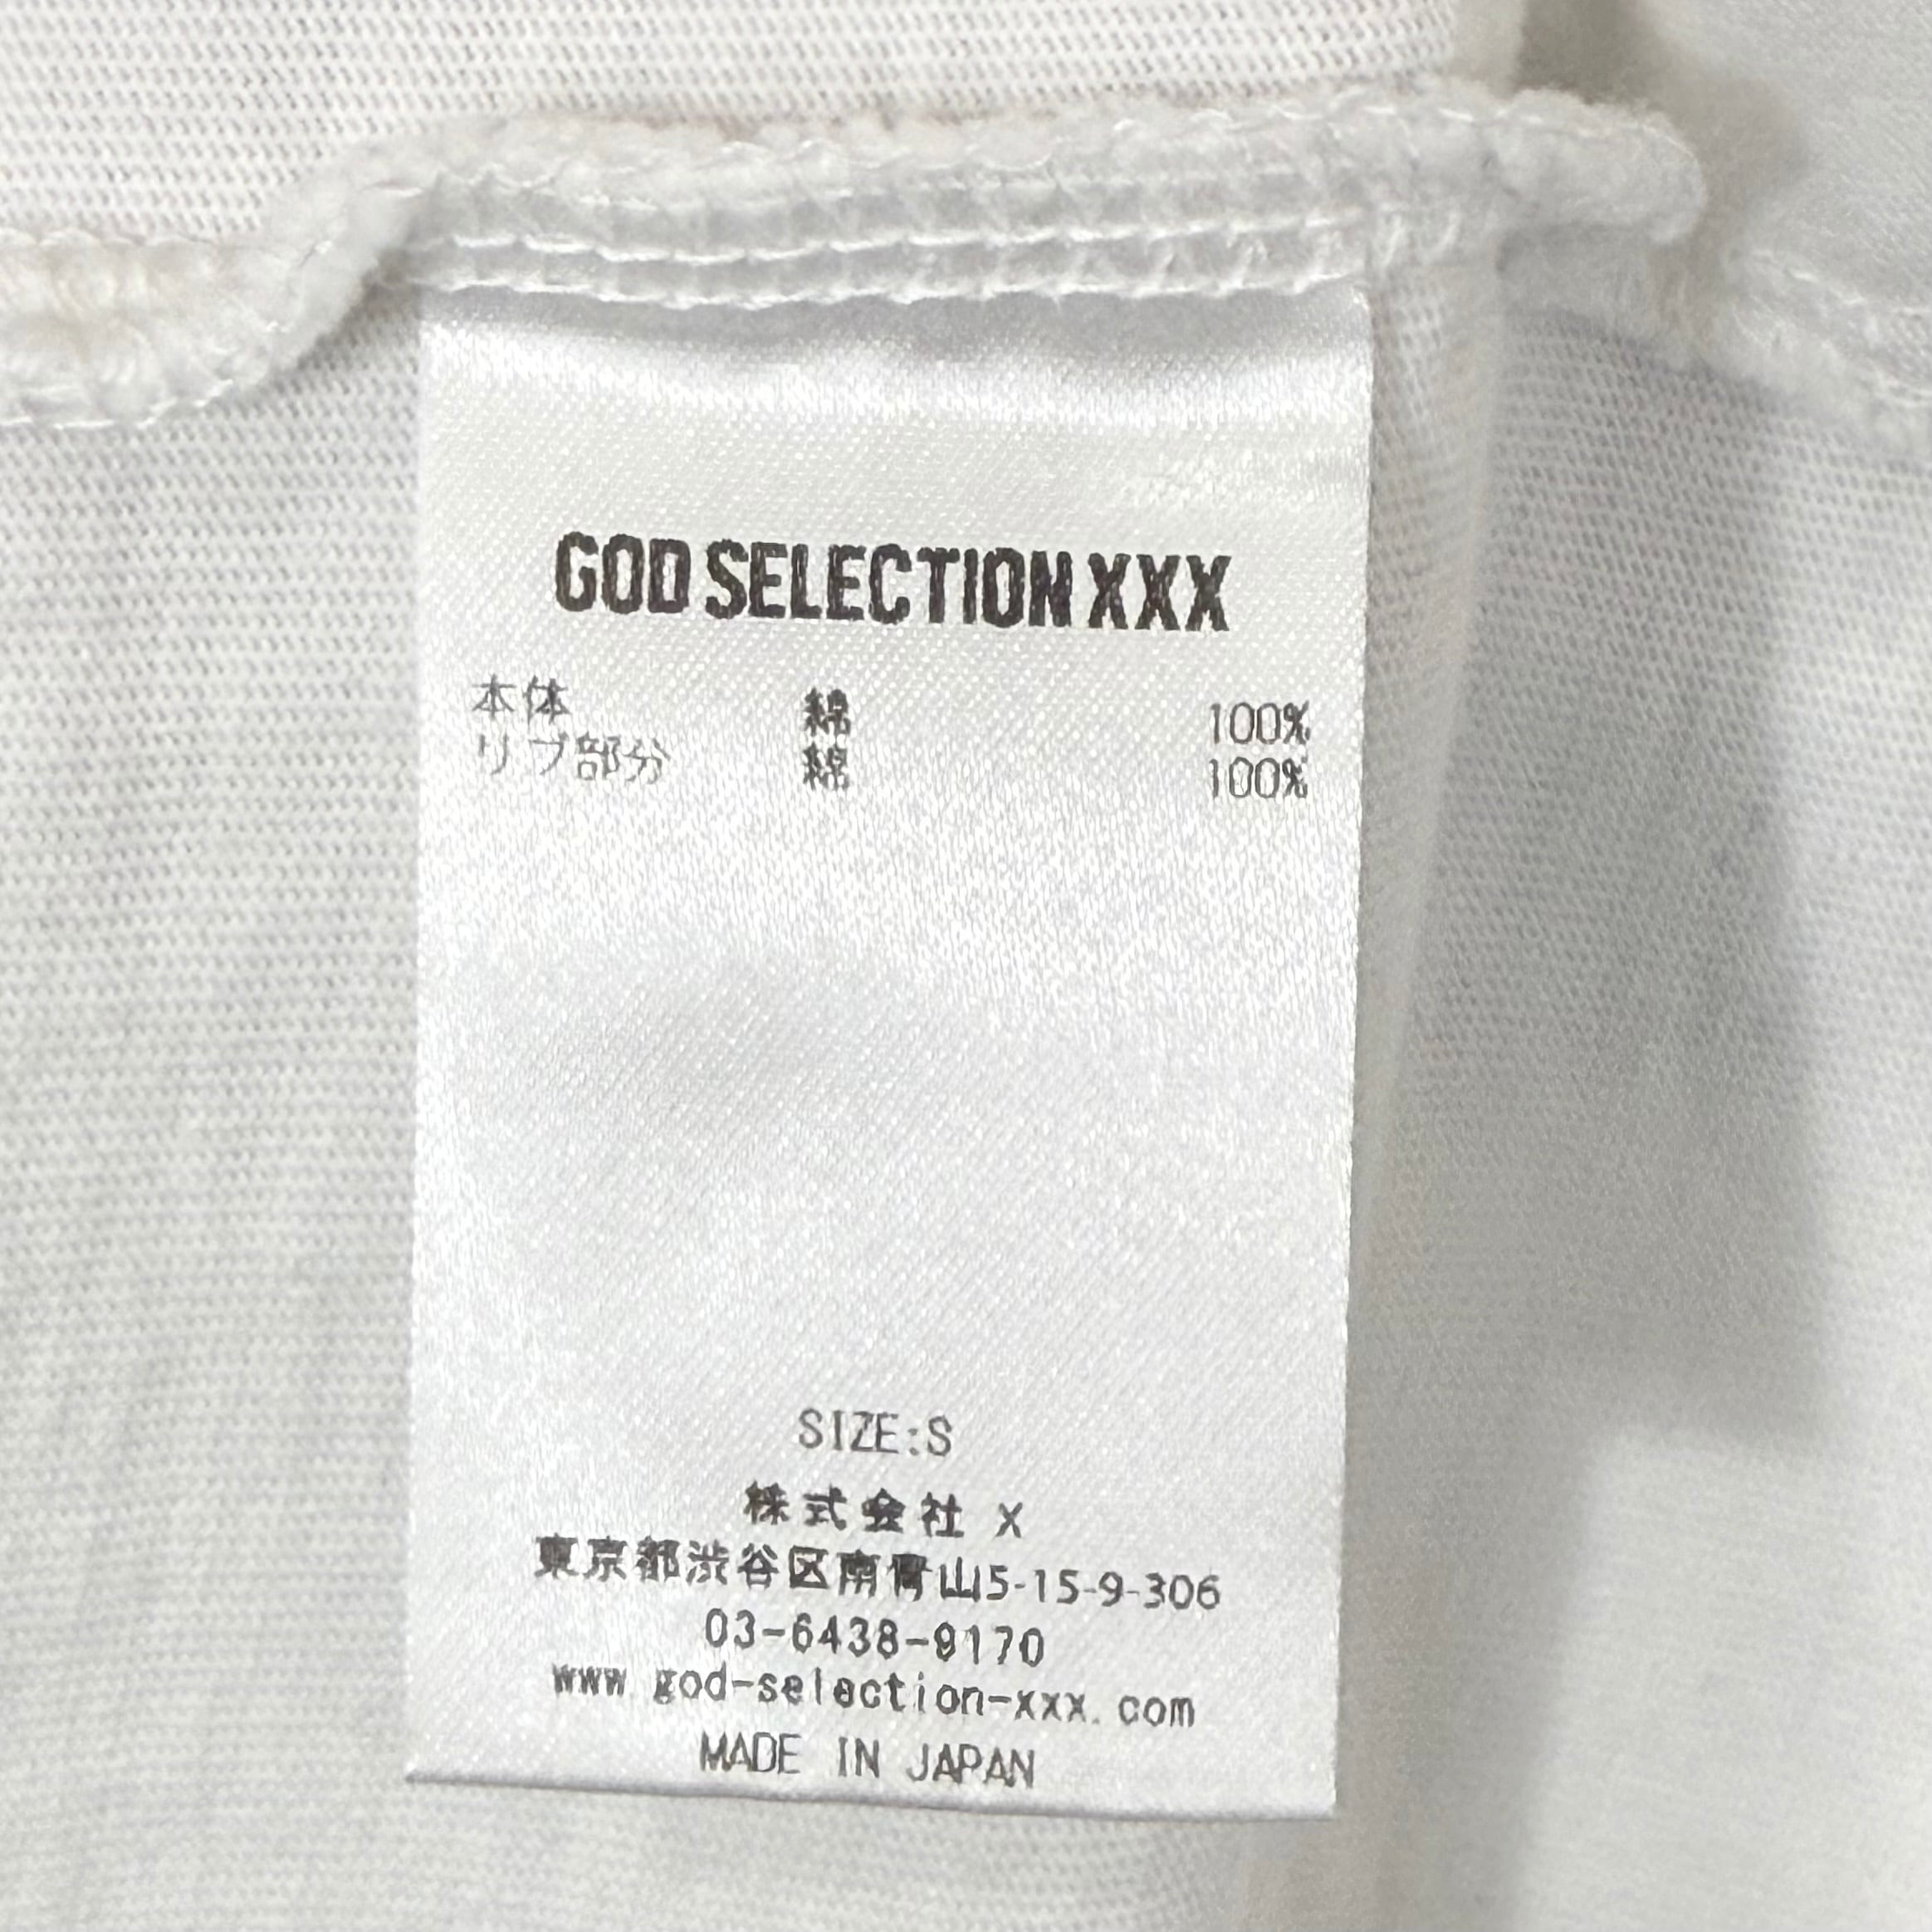 GOD SELECTION XXX
本体 綿 100%
リブ部分 綿 100%
SIZE:S
株式会社 X
東京都渋谷区南青山5-15-9-306
03-6438-9170
www.god-selection-xxx.com
MADE IN JAPAN